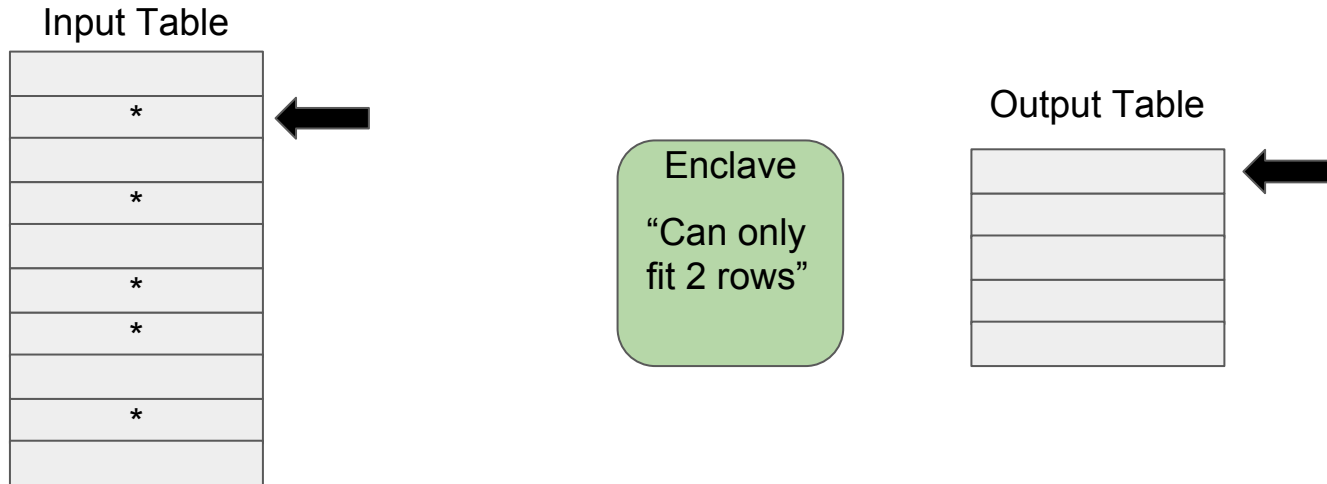 Input Table
*
*
*
*
*
Enclave
“Can only
fit 2 rows”
Output Table